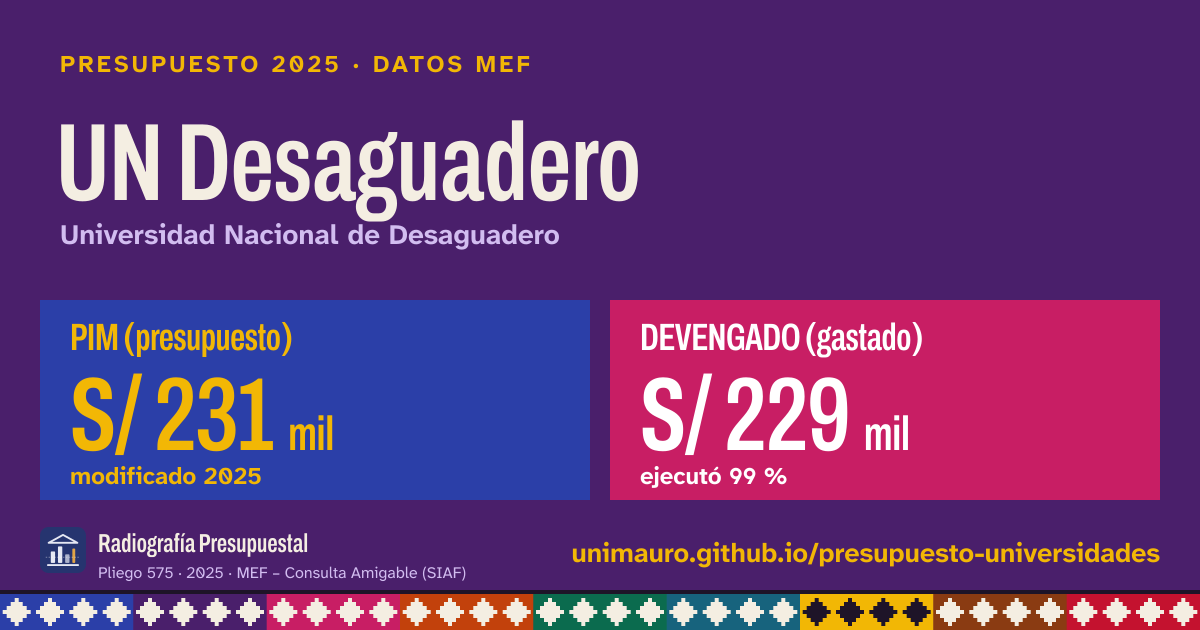 PRESUPUESTO 2025 · DATOS MEF
UN Desaguadero
Universidad Nacional de Desaguadero
PIM (presupuesto)
S/ 231 mil
modificado 2025
DEVENGADO (gastado)
S/ 229 mil
ejecutó 99 %
Radiografía Presupuestal
Pliego 575 · 2025 · MEF – Consulta Amigable (SIAF)
unimauro.github.io/presupuesto-universidades